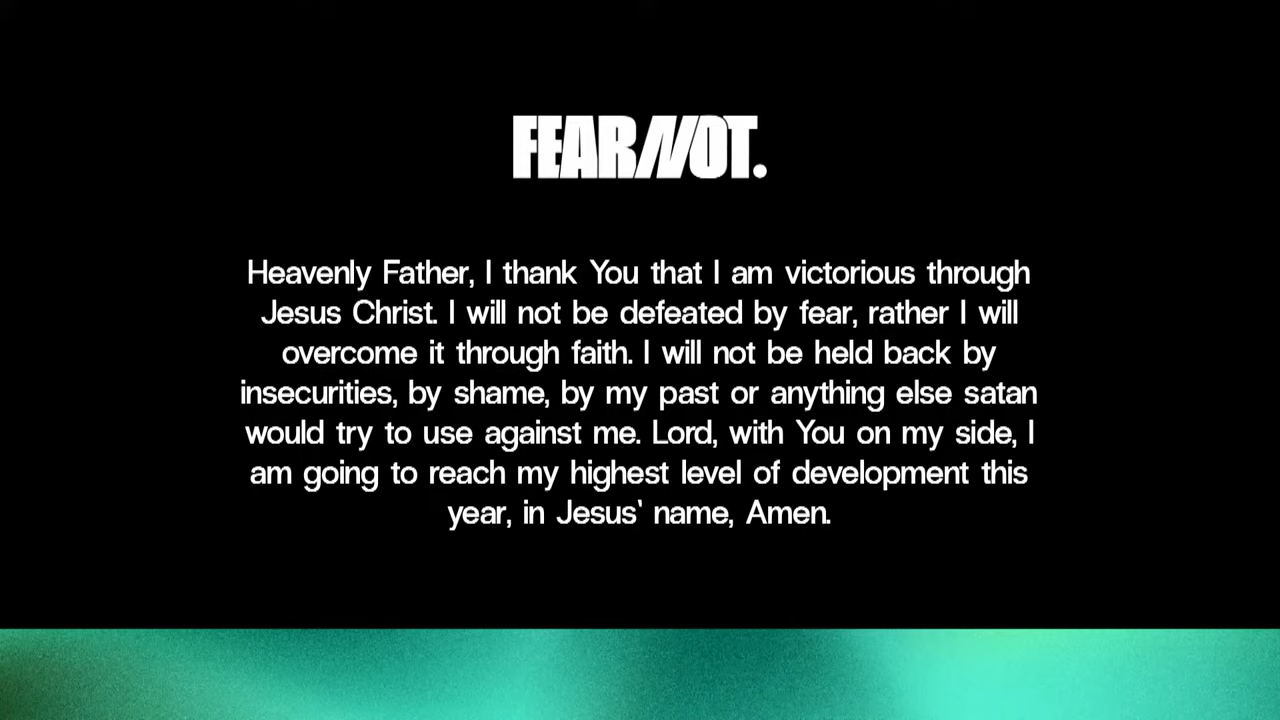 FEAR NOT.
Heavenly Father, I thank You that I am victorious through
Jesus Christ. I will not be defeated by fear, rather I will
overcome it through faith. I will not be held back by
insecurities, by shame, by my past or anything else satan
would try to use against me. Lord, with You on my side, I
am going to reach my highest level of development this
year, in Jesus' name, Amen.